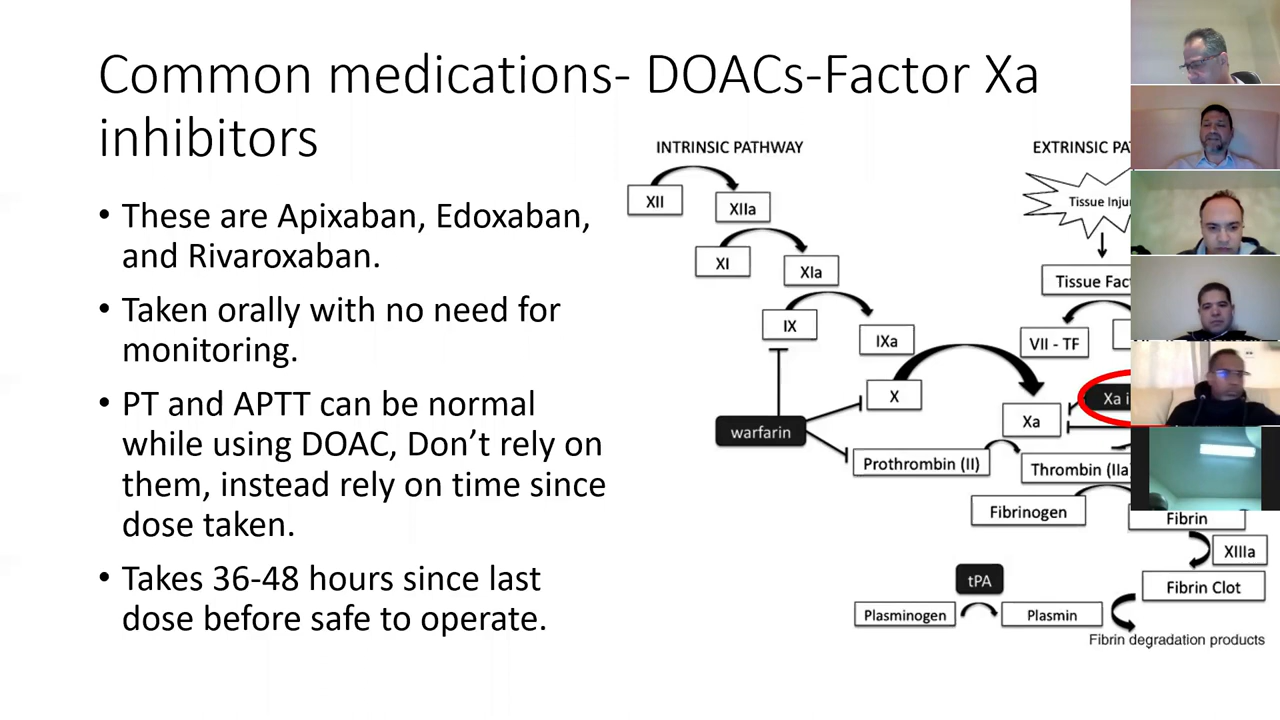 Common medications- DOACs-Factor Xa
inhibitors
• These are Apixaban, Edoxaban,
and Rivaroxaban.
• Taken orally with no need for
monitoring.
• PT and APTT can be normal
while using DOAC, Don’t rely on
them, instead rely on time since
dose taken.
• Takes 36-48 hours since last
dose before safe to operate.
INTRINSIC PATHWAY
EXTRINSIC
XII
XIIa
Tissue
XI
XIa
Tissue
IX
IXa
VII - TF
X
Xa
Xa
warfarin
Prothrombin (II)
Thrombin (IIa)
Fibrinogen
Fibrin
XIIIa
tPA
Fibrin Clot
Plasminogen
Plasmin
Fibrin degradation products